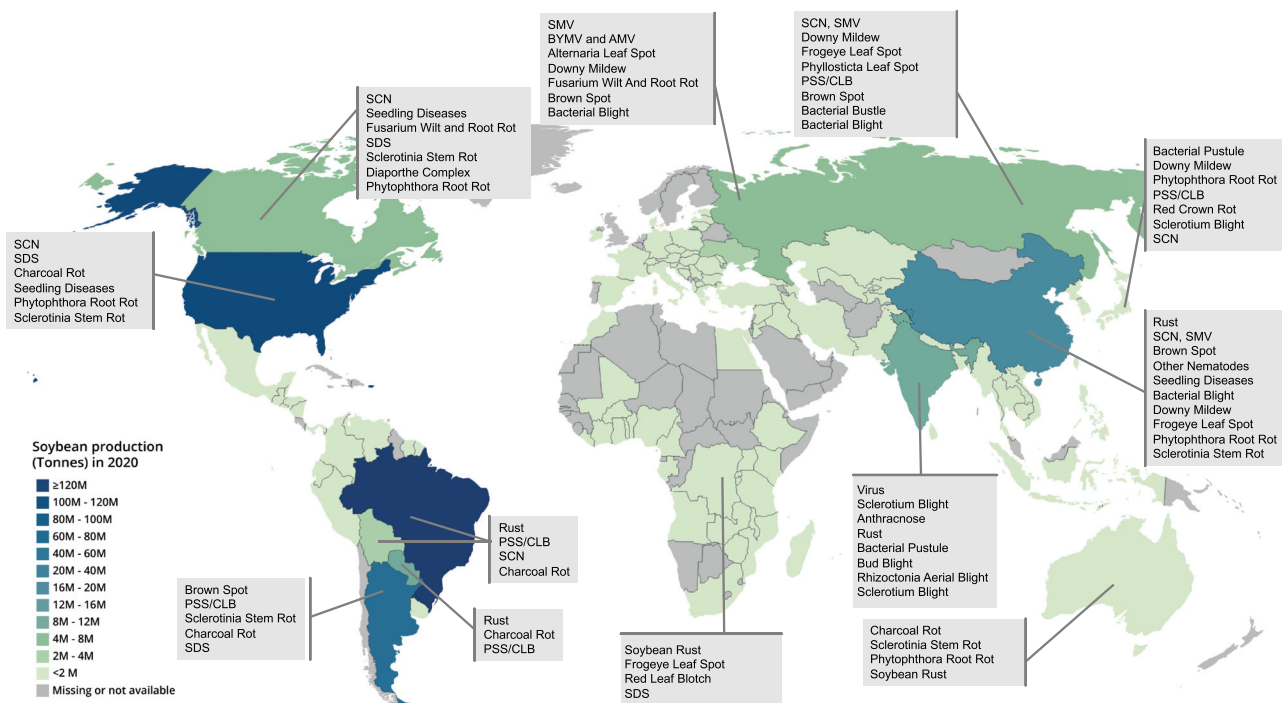 SMV
BYMV and AMV
Alternaria Leaf Spot
Downy Mildew
Fusarium Wilt And Root Rot
Brown Spot
Bacterial Blight
SCN, SMV
Downy Mildew
Frogeye Leaf Spot
Phyllosticta Leaf Spot
PSS/CLB
Brown Spot
Bacterial Bustle
Bacterial Blight
SCN
Seedling Diseases
Fusarium Wilt and Root Rot
SDS
Sclerotinia Stem Rot
Diaporthe Complex
Phytophthora Root Rot
Bacterial Pustule
Downy Mildew
Phytophthora Root Rot
PSS/CLB
Red Crown Rot
Sclerotium Blight
SCN
SCN
SDS
Charcoal Rot
Seedling Diseases
Phytophthora Root Rot
Sclerotinia Stem Rot
Rust
SCN, SMV
Brown Spot
Other Nematodes
Seedling Diseases
Bacterial Blight
Downy Mildew
Frogeye Leaf Spot
Phytophthora Root Rot
Sclerotinia Stem Rot
Soybean production
(Tonnes) in 2020
≥120M
100M - 120M
80M - 100M
60M - 80M
40M - 60M
20M - 40M
16M - 20M
12M - 16M
8M - 12M
4M - 8M
2M - 4M
<2 M
Missing or not available
Rust
PSS/CLB
SCN
Charcoal Rot
Virus
Sclerotium Blight
Anthracnose
Rust
Bacterial Pustule
Bud Blight
Rhizoctonia Aerial Blight
Sclerotium Blight
Brown Spot
PSS/CLB
Sclerotinia Stem Rot
Charcoal Rot
SDS
Rust
Charcoal Rot
PSS/CLB
Soybean Rust
Frogeye Leaf Spot
Red Leaf Blotch
SDS
Charcoal Rot
Sclerotinia Stem Rot
Phytophthora Root Rot
Soybean Rust